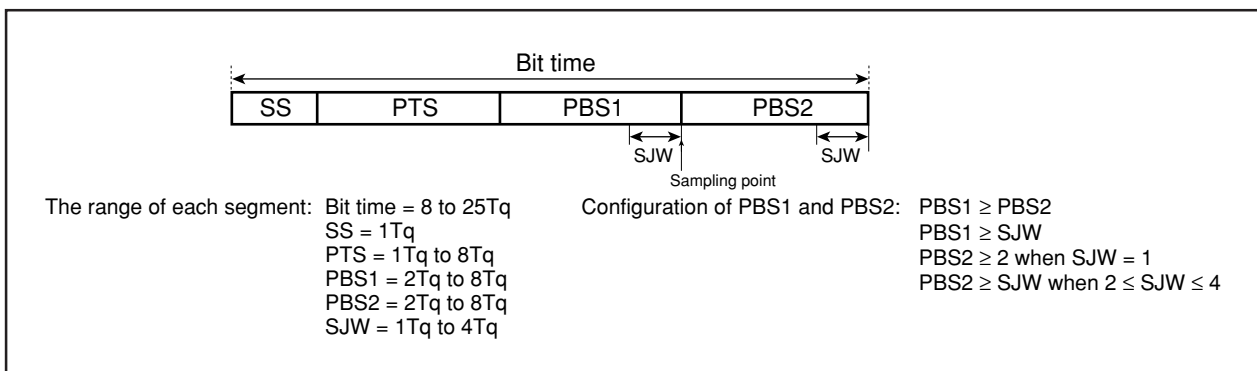 Bit time
SS PTS PBS1 PBS2
SJW SJW
Sampling point
The range of each segment: Bit time = 8 to 25Tq
SS = 1Tq
PTS = 1Tq to 8Tq
PBS1 = 2Tq to 8Tq
PBS2 = 2Tq to 8Tq
SJW = 1Tq to 4Tq
Configuration of PBS1 and PBS2: PBS1 ≥ PBS2
PBS1 ≥ SJW
PBS2 ≥ 2 when SJW = 1
PBS2 ≥ SJW when 2 ≤ SJW ≤ 4